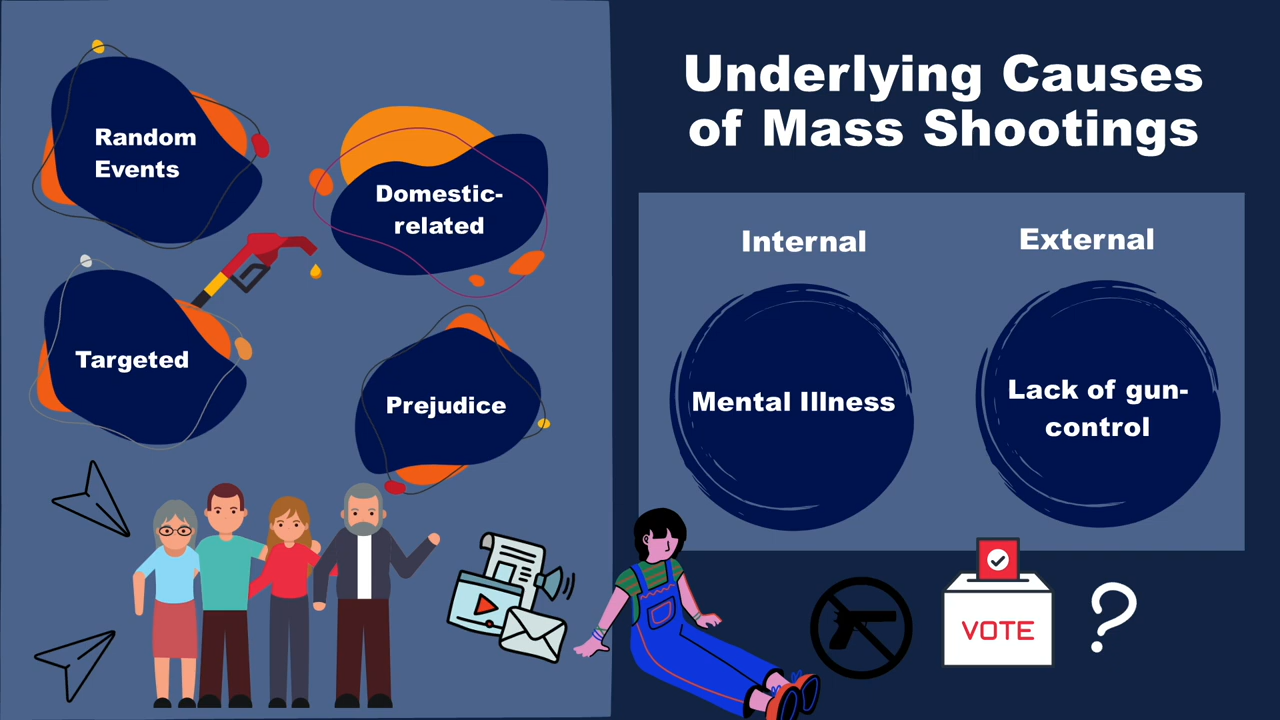 Underlying Causes
of Mass Shootings
Random
Events
Domestic-
related
Targeted
Prejudice
Internal
External
Mental Illness
Lack of gun-
control
VOTE
?